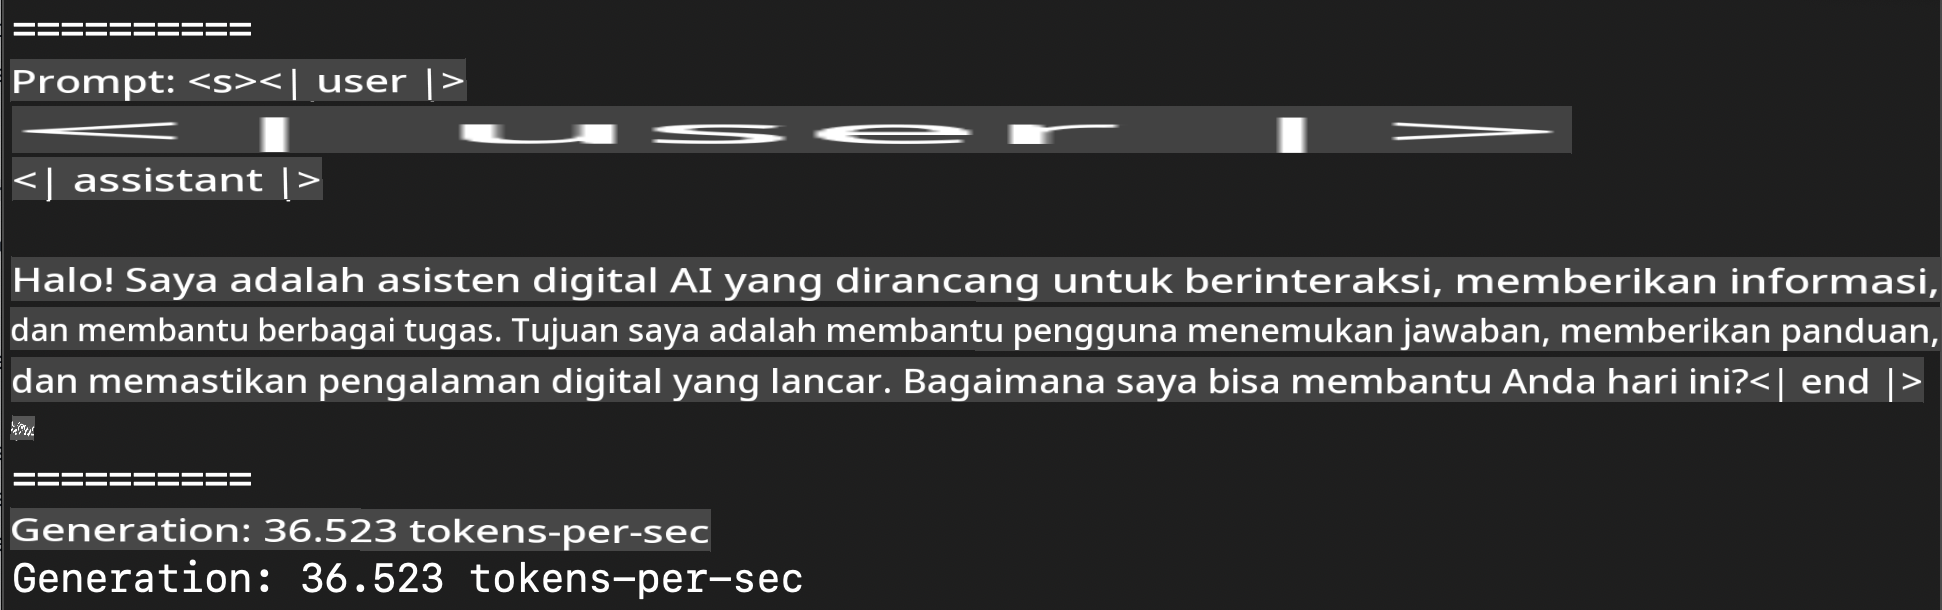 ==========
Prompt: <s><| user |>
< | user | >
<| assistant |>
Halo! Saya adalah asisten digital AI yang dirancang untuk berinteraksi, memberikan informasi,
dan membantu berbagai tugas. Tujuan saya adalah membantu pengguna menemukan jawaban, memberikan panduan,
dan memastikan pengalaman digital yang lancar. Bagaimana saya bisa membantu Anda hari ini?<| end |>
==========
Generation: 36.523 tokens-per-sec
Generation: 36.523 tokens-per-sec